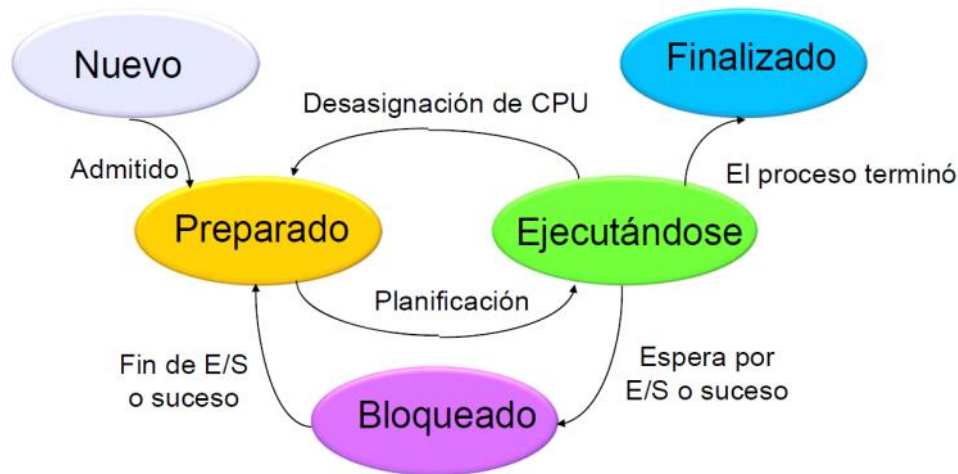 Nuevo
Finalizado
Desasignación de CPU
Admitido
El proceso terminó
Preparado
Ejecutándose
Planificación
Fin de E/S
o suceso
Espera por
E/S o suceso
Bloqueado